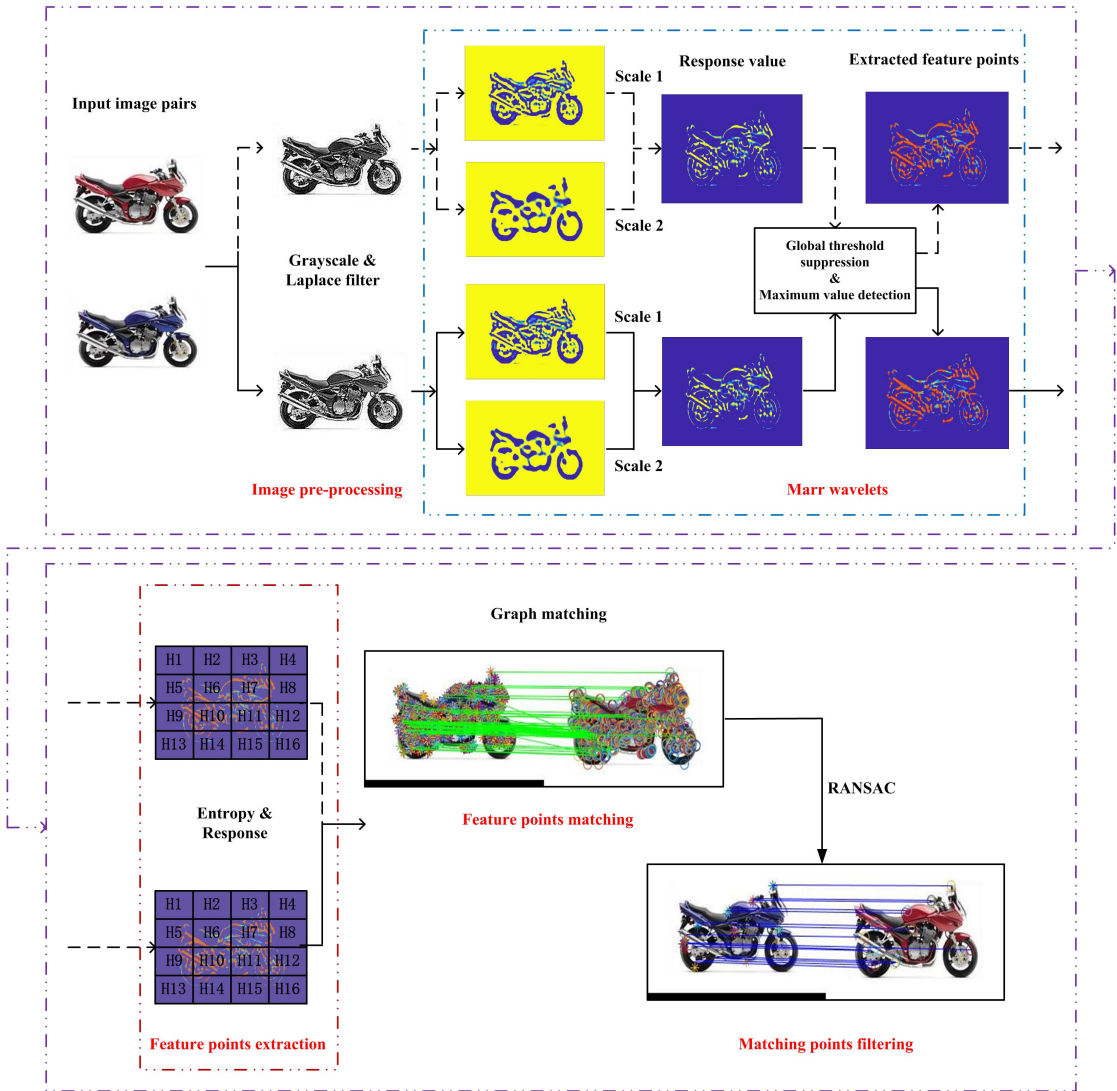 Input image pairs
Scale 1
Response value
Extracted feature points
Scale 2
Grayscale &
Laplace filter
Global threshold
suppression
&
Maximum value detection
Scale 1
Scale 2
Image pre-processing
Marr wavelets
H1 H2 H3 H4
H5 H6 H7 H8
H9 H10 H11 H12
H13 H14 H15 H16
Entropy &
Response
H1 H2 H3 H4
H5 H6 H7 H8
H9 H10 H11 H12
H13 H14 H15 H16
Feature points extraction
Graph matching
Feature points matching
RANSAC
Matching points filtering